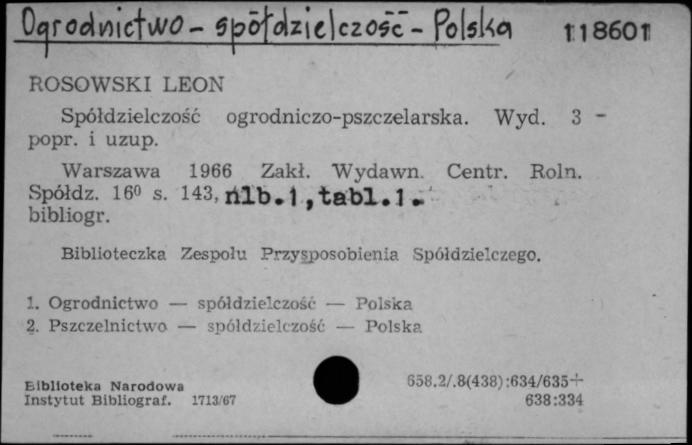 Ogrodnictwo - spółdzielczość - Polska 118601
ROSOWSKI LEON
Spółdzielczość ogrodniczo-pszczelarska. Wyd. 3 -
popr. i uzup.
Warszawa 1966 Zakł. Wydawn. Centr. Roln.
Spółdz. 16⁰ s. 143, nlb.1, tabl.1.
bibliogr.
Biblioteczka Zespołu Przysposobienia Spółdzielczego.
1. Ogrodnictwo — spółdzielczość — Polska
2. Pszczelnictwo — spółdzielczość — Polska
Biblioteka Narodowa 658.2/.8(438):634/635+
Instytut Bibliograf. 1713/67 638:334